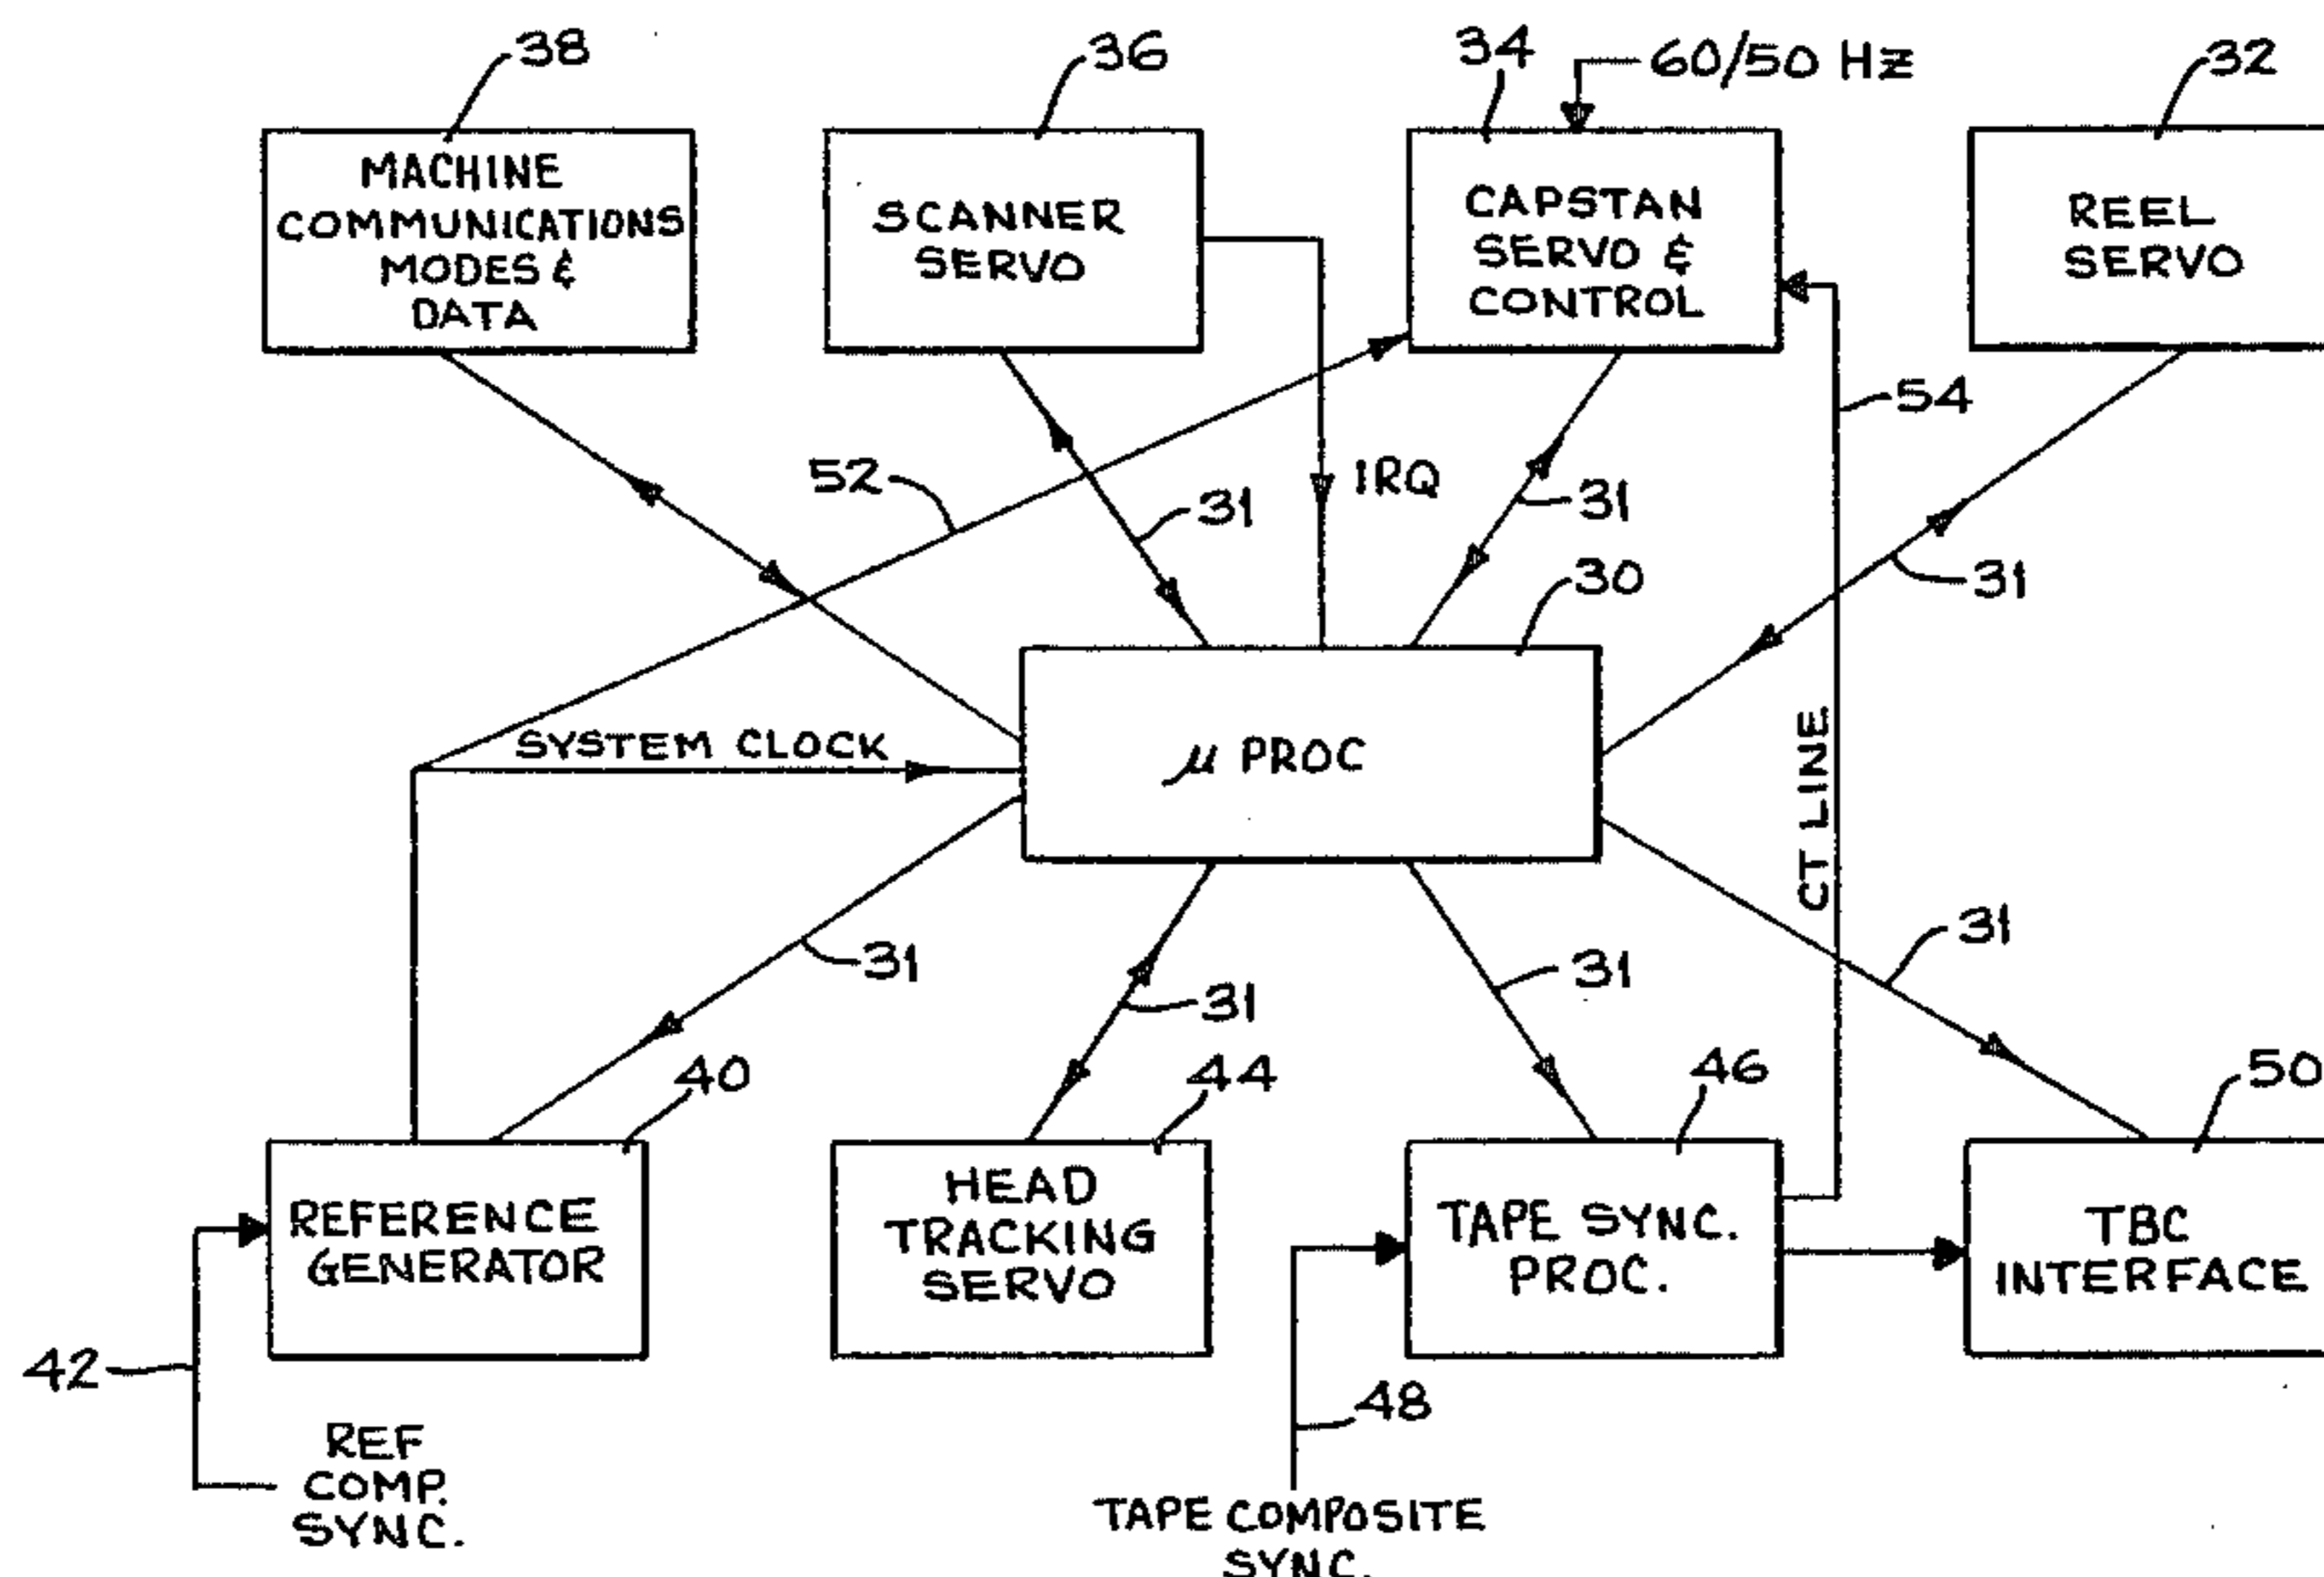 38
36
34
60/50 Hz
32
MACHINE
COMMUNICATIONS
MODES &
DATA
SCANNER
SERVO
CAPSTAN
SERVO &
CONTROL
REEL
SERVO
54
52
31
IRQ
31
31
30
SYSTEM CLOCK
μ PROC
CT LINE
31
31
31
31
40
44
46
50
REFERENCE
GENERATOR
HEAD
TRACKING
SERVO
TAPE SYNC.
PROC.
TBC
INTERFACE
42
48
REF
COMP.
SYNC.
TAPE COMPOSITE
SYNC.